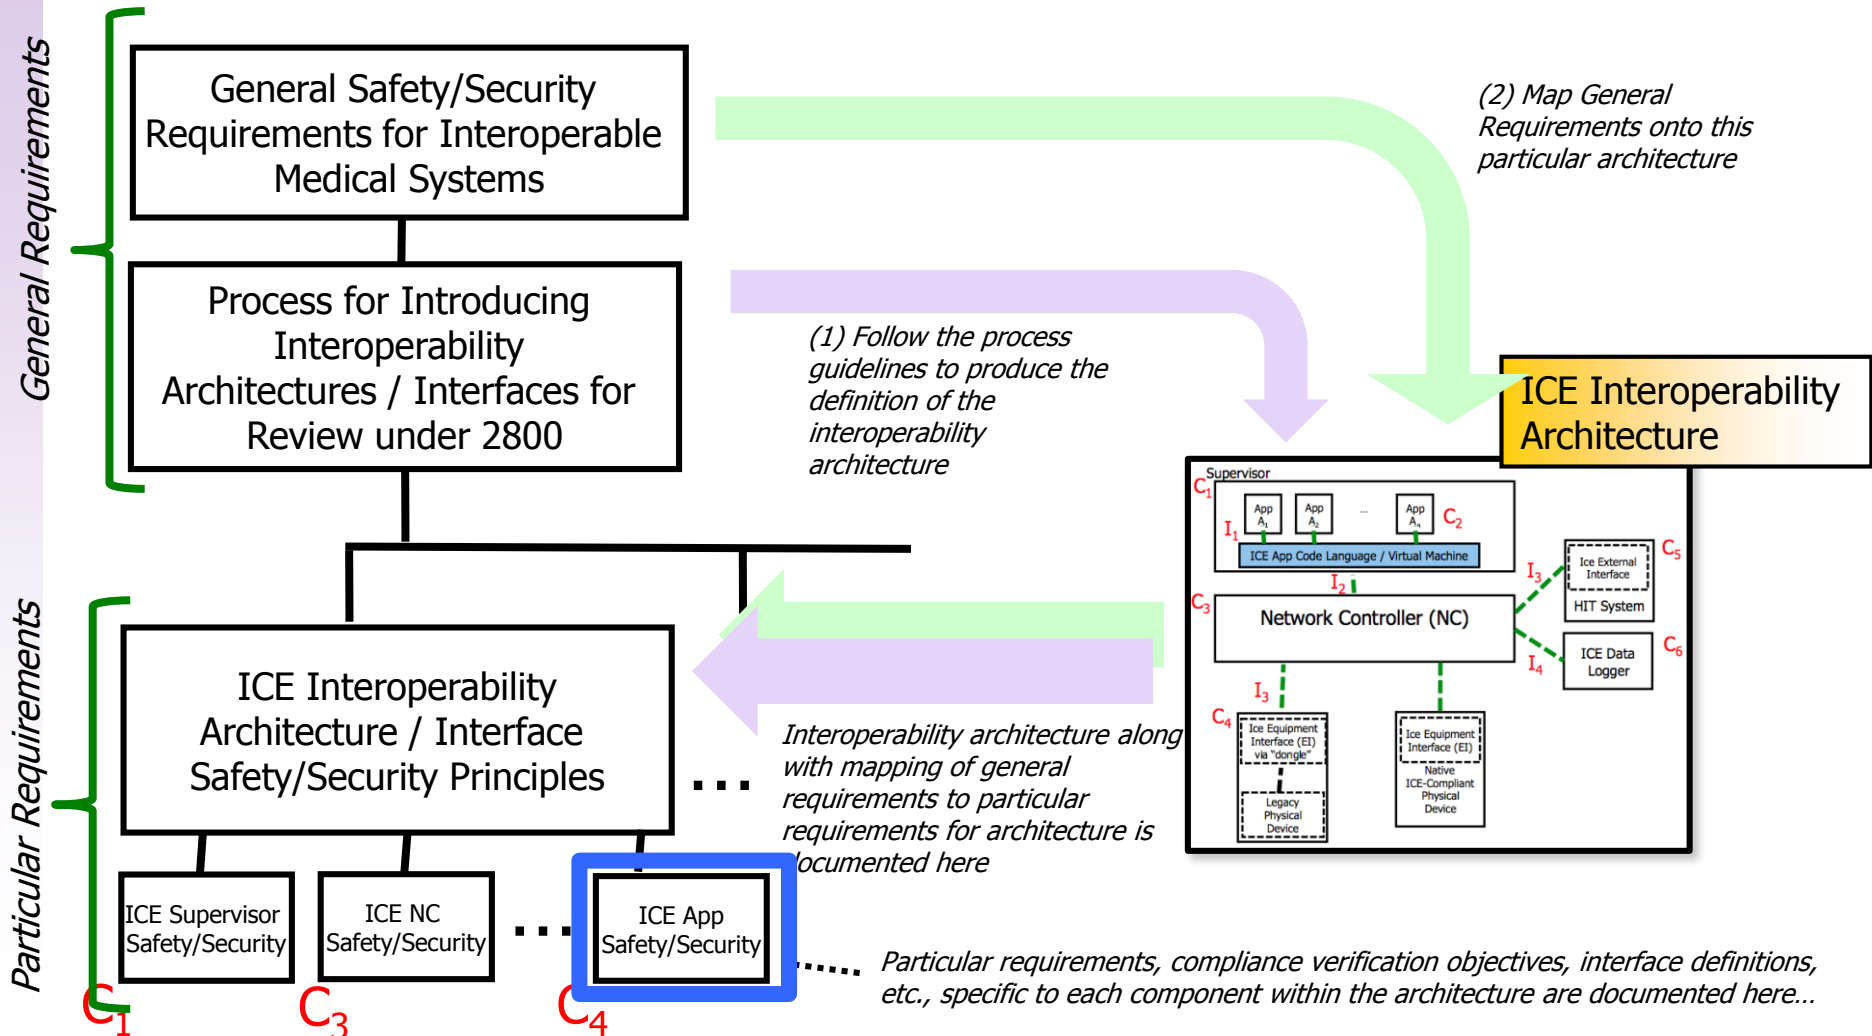 General Requirements
General Safety/Security
Requirements for Interoperable
Medical Systems
(2) Map General
Requirements onto this
particular architecture
Process for Introducing
Interoperability
Architectures / Interfaces for
Review under 2800
(1) Follow the process
guidelines to produce the
definition of the
interoperability
architecture
ICE Interoperability
Architecture
Supervisor
C1
App
A1
App
A2
...
App
An
C2
I1
ICE App Code Language / Virtual Machine
I2
C3
Network Controller (NC)
I3
Ice External
Interface
HIT System
C5
I4
ICE Data
Logger
C6
I3
C4
Ice Equipment
Interface (EI)
via "dongle"
Legacy
Physical
Device
Ice Equipment
Interface (EI)
Native
ICE-Compliant
Physical
Device
Particular Requirements
ICE Interoperability
Architecture / Interface
Safety/Security Principles
...
Interoperability architecture along
with mapping of general
requirements to particular
requirements for architecture is
documented here
ICE Supervisor
Safety/Security
C1
ICE NC
Safety/Security
C3
...
ICE App
Safety/Security
C4
Particular requirements, compliance verification objectives, interface definitions,
etc., specific to each component within the architecture are documented here…